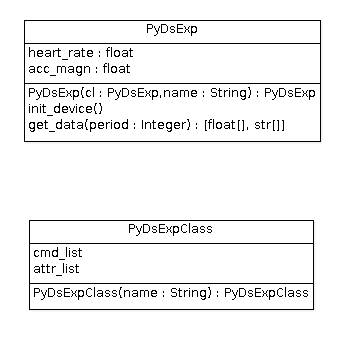 PyDsExp
heart_rate : float
acc_magn : float
PyDsExp(cl : PyDsExp,name : String) : PyDsExp
init_device()
get_data(period : Integer) : [float[], str[]]
PyDsExpClass
cmd_list
attr_list
PyDsExpClass(name : String) : PyDsExpClass